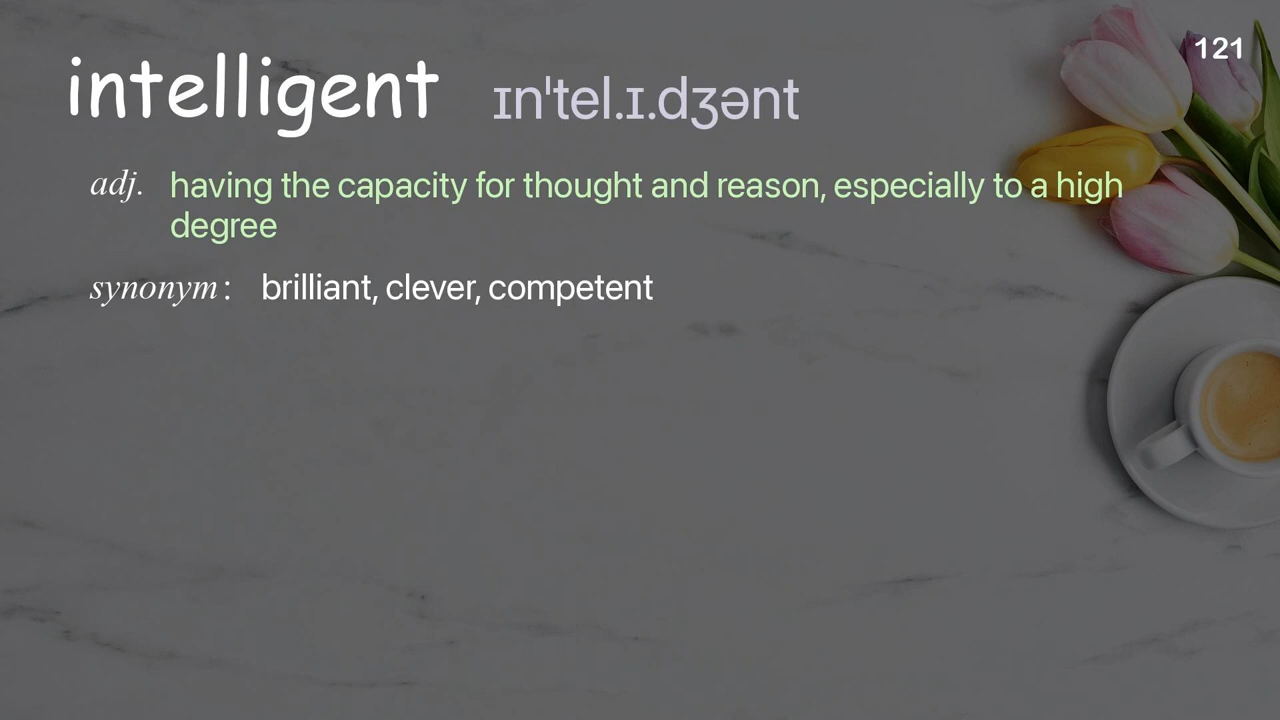 121
intelligent ɪnˈtel.ɪ.dʒənt
adj. having the capacity for thought and reason, especially to a high
degree
synonym: brilliant, clever, competent